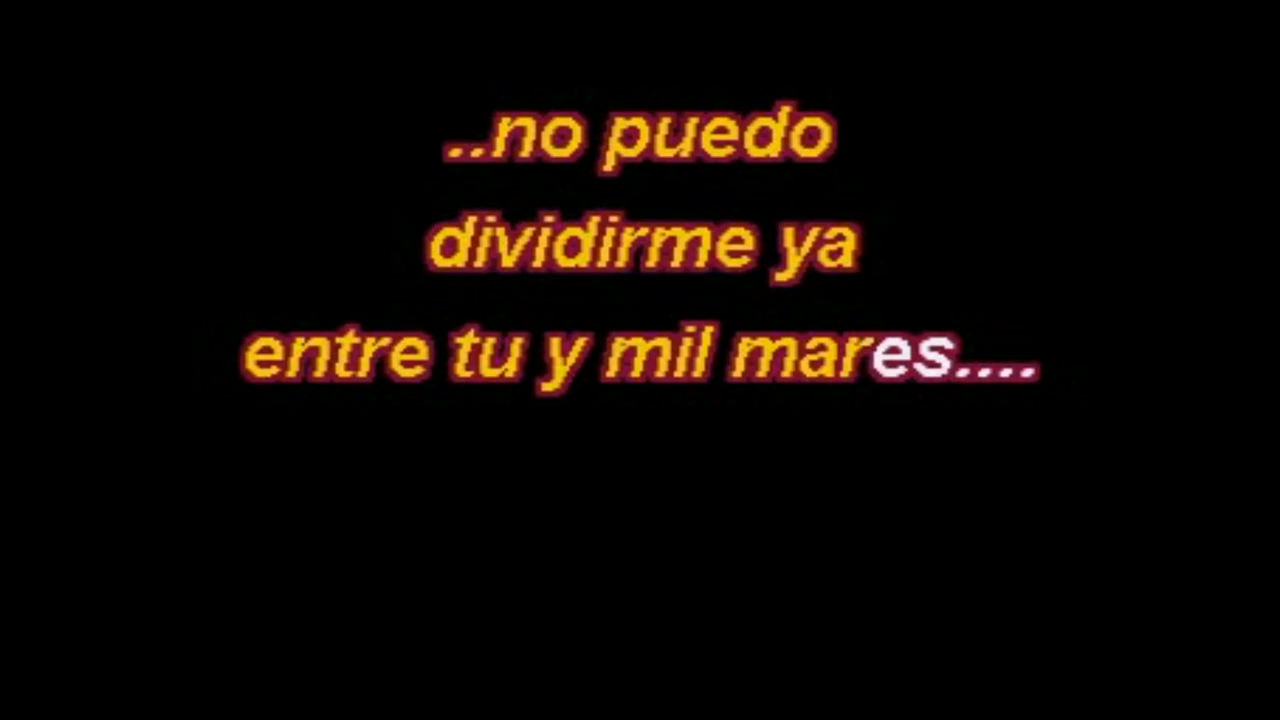 ..no puedo
dividirme ya
entre tu y mil mares....